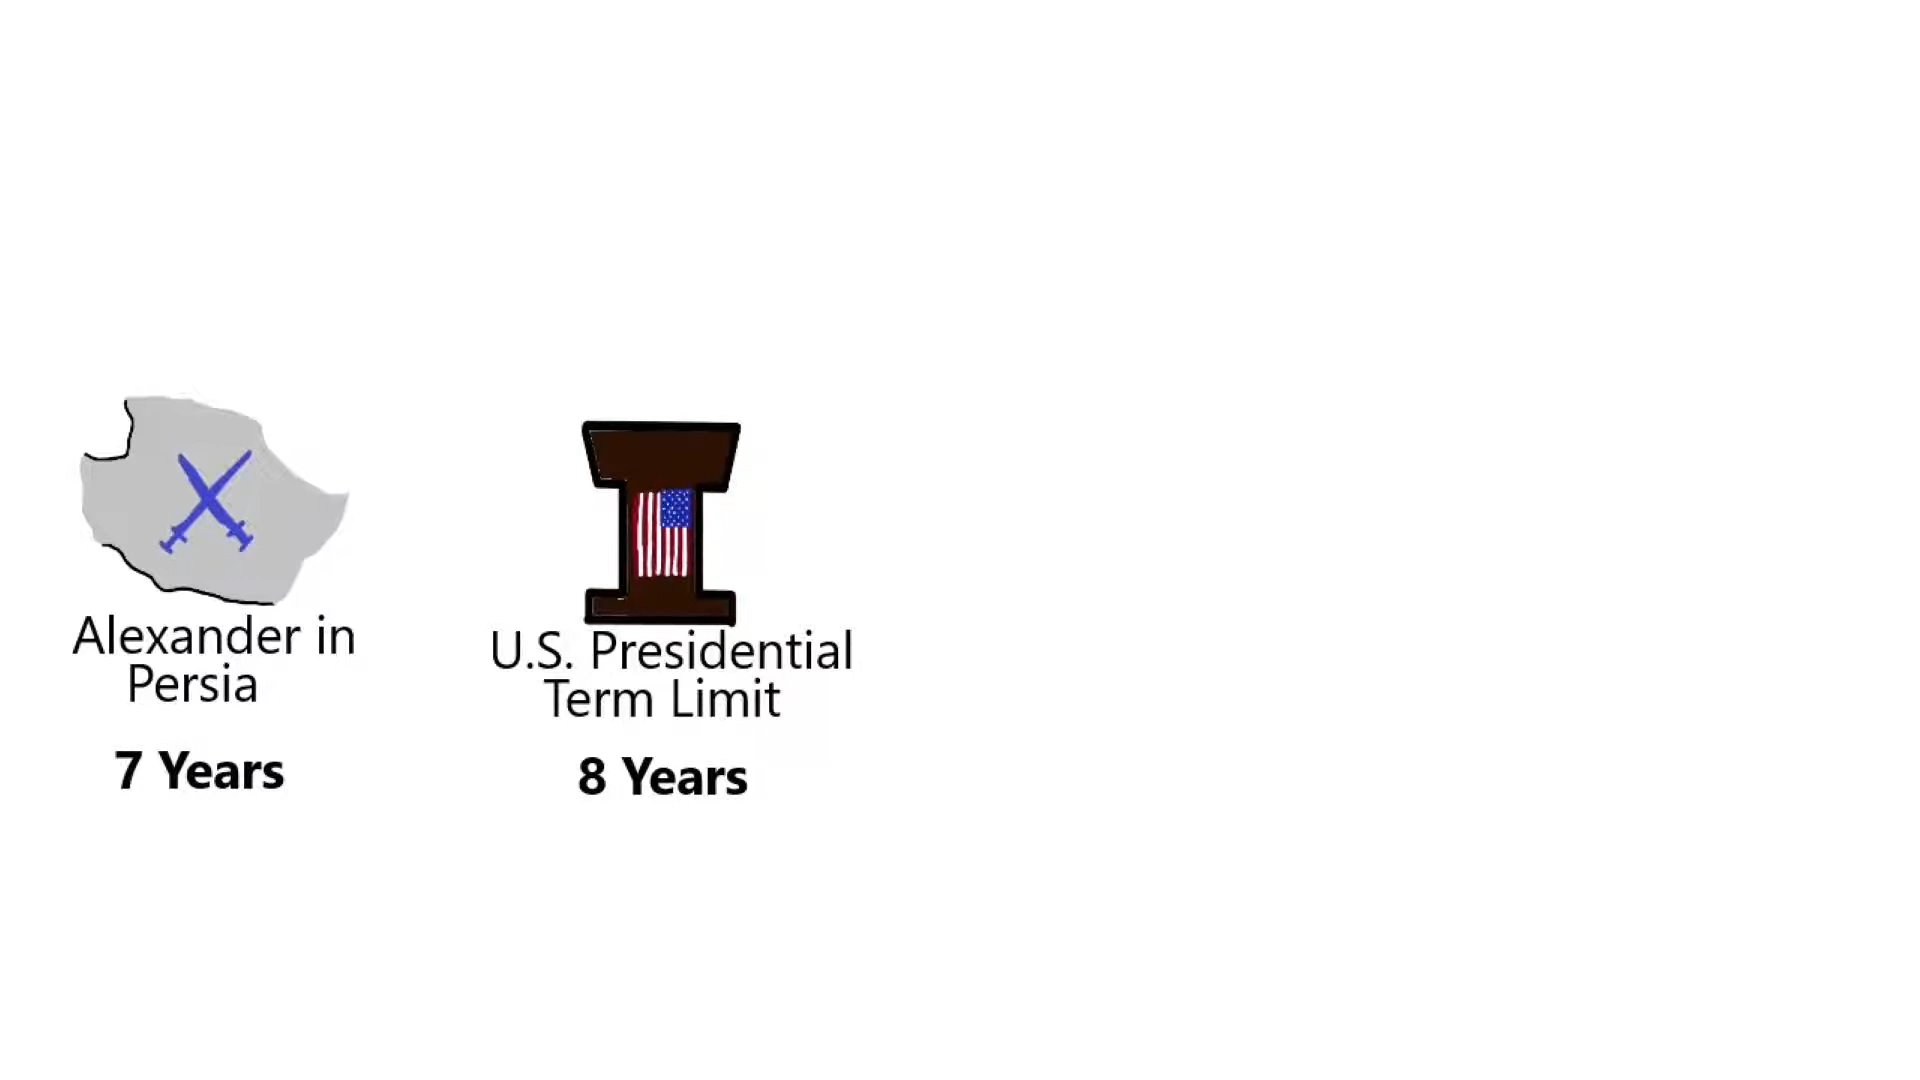 Alexander in
Persia
7 Years
U.S. Presidential
Term Limit
8 Years